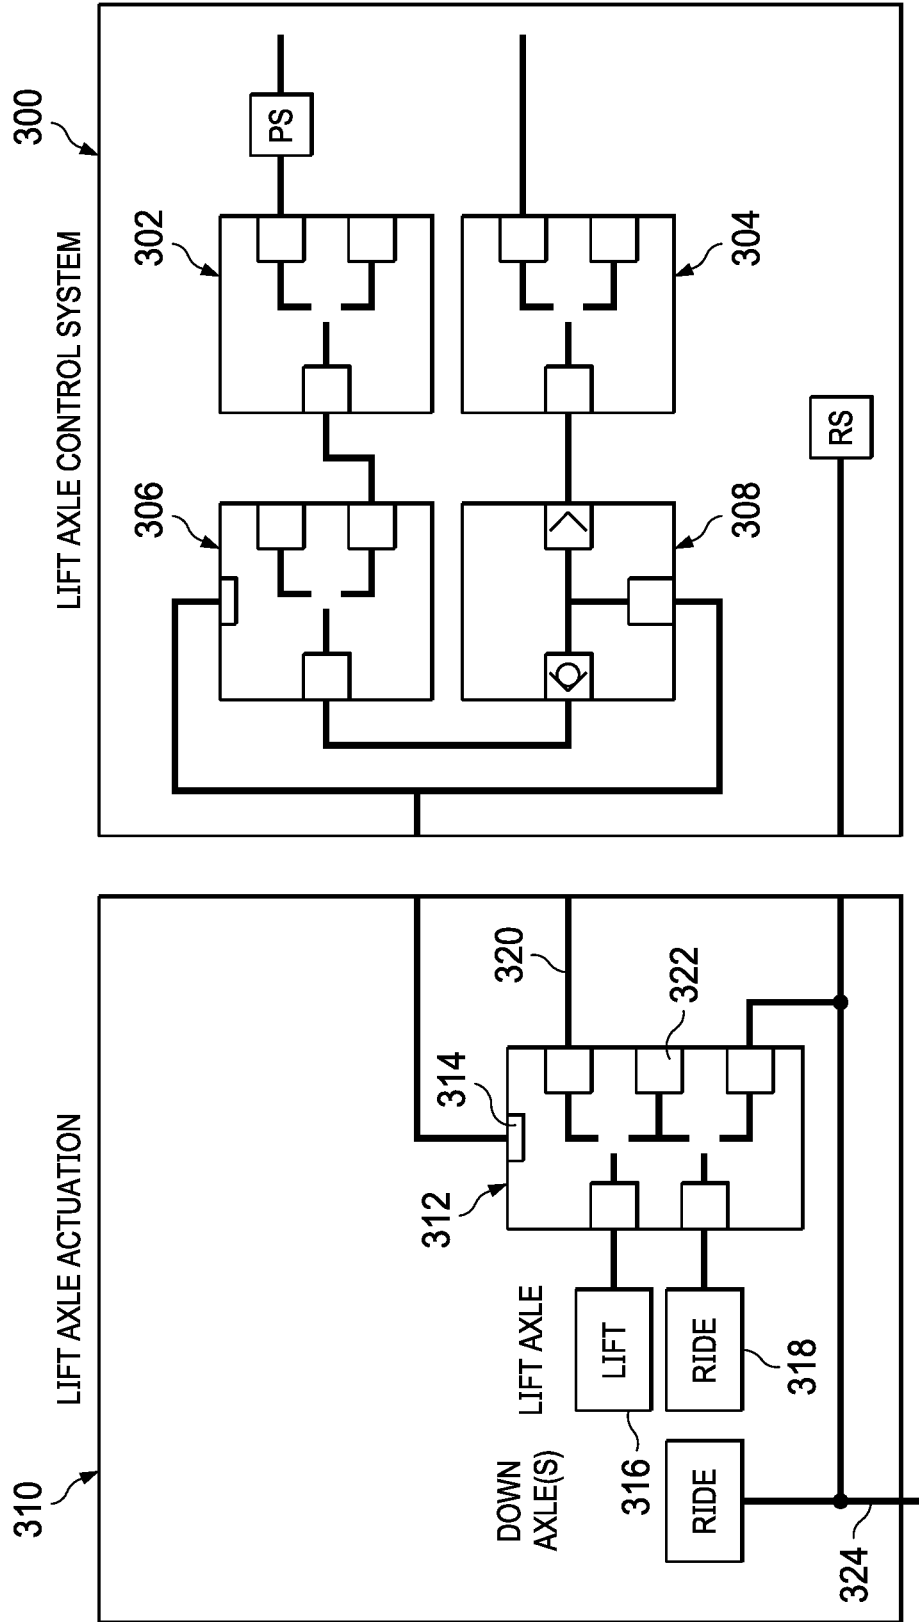 310
LIFT AXLE ACTUATION
DOWN
AXLE(S)
LIFT AXLE
312
314
320
322
LIFT
RIDE
RIDE
316
318
324
300
LIFT AXLE CONTROL SYSTEM
306
302
PS
308
304
RS